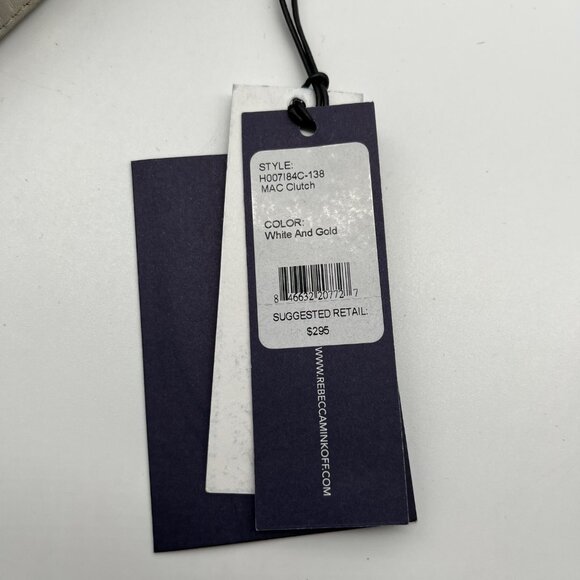 STYLE:
H007I84C-138
MAC Clutch
COLOR:
White And Gold
8 46632 20772 7
SUGGESTED RETAIL:
$295
WWW.REBECCAMINKOFF.COM